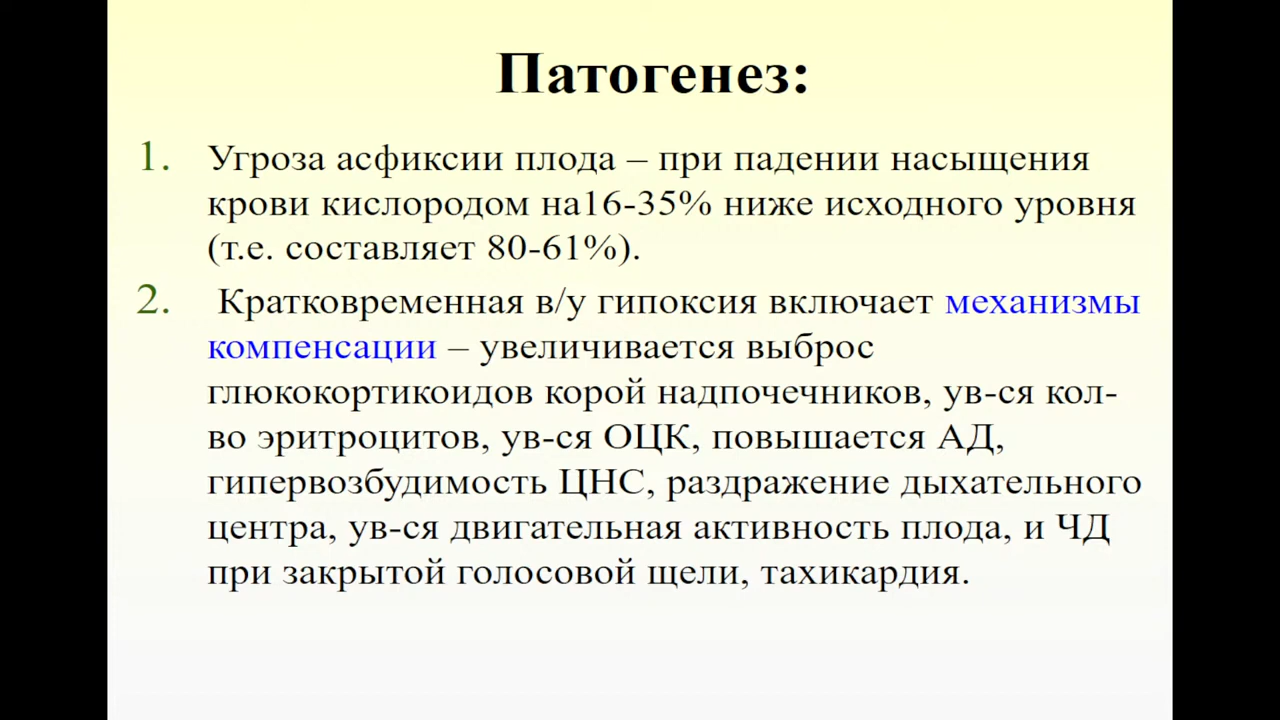 Патогенез:
1. Угроза асфиксии плода – при падении насыщения
крови кислородом на16-35% ниже исходного уровня
(т.е. составляет 80-61%).
2. Кратковременная в/у гипоксия включает механизмы
компенсации – увеличивается выброс
глюкокортикоидов корой надпочечников, ув-ся кол-
во эритроцитов, ув-ся ОЦК, повышается АД,
гипервозбудимость ЦНС, раздражение дыхательного
центра, ув-ся двигательная активность плода, и ЧД
при закрытой голосовой щели, тахикардия.